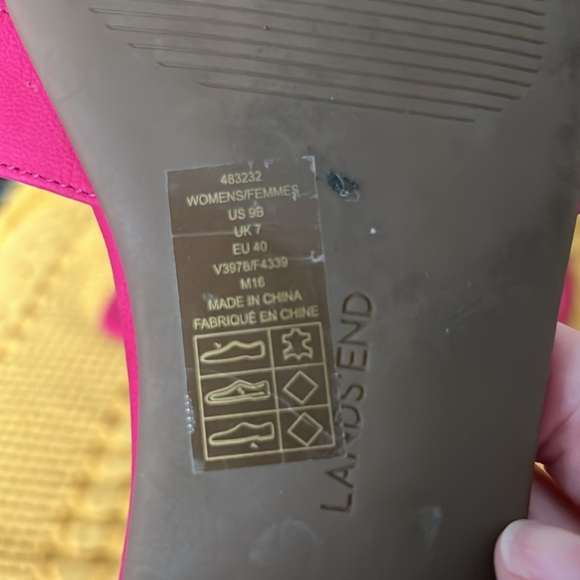 483232
WOMENS/FEMMES
US 9B
UK 7
EU 40
V3978/F4339
M16
MADE IN CHINA
FABRIQUÉ EN CHINE
LANDS' END